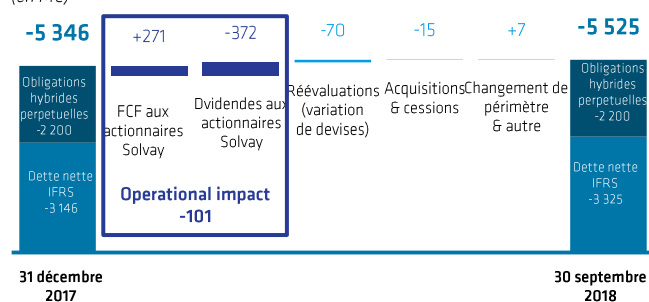 -5 346
+271
-372
-70
-15
+7
-5 525
Obligations
hybrides
perpetuelles
-2 200
Dette nette
IFRS
-3 146
FCF aux
actionnaires
Solvay
Dvidendes aux
actionnaires
Solvay
Operational impact
-101
Réévaluations
(variation
de devises)
Acquisitions
& cessions
Changement de
périmètre
& autre
Obligations
hybrides
perpetuelles
-2 200
Dette nette
IFRS
-3 325
31 décembre
2017
30 septembre
2018